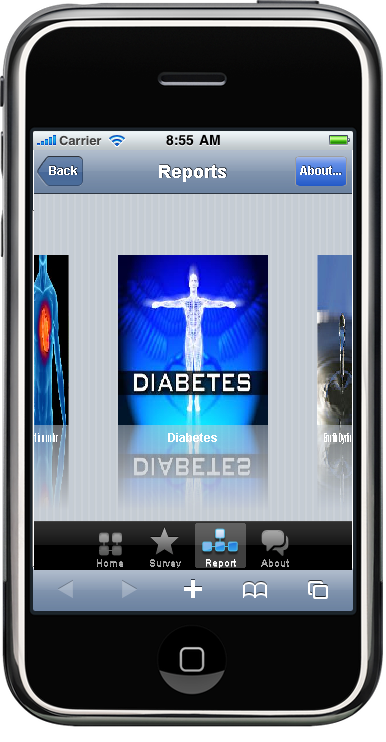 Carrier 8:55 AM
Back Reports About...
DIABETES
Diabetes
DIABETES
Home Survey Report About